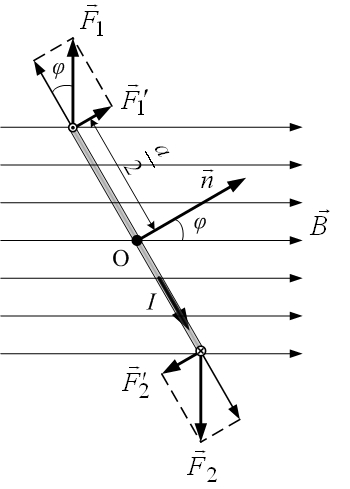 F⃗₁
φ
F⃗₁′
a/2
n⃗
φ
B⃗
O
I
F⃗₂′
F⃗₂